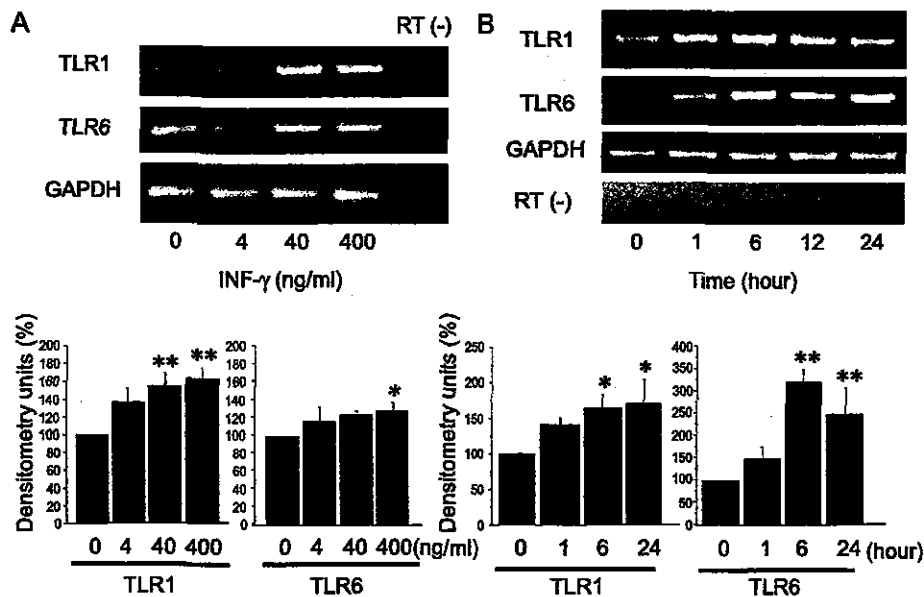 A
RT (-)
TLR1
TLR6
GAPDH
0 4 40 400
INF-γ (ng/ml)
B
TLR1
TLR6
GAPDH
RT (-)
0 1 6 12 24
Time (hour)
Densitometry units (%)
200
180
160
140
120
100
80
60
40
20
0
** **
0 4 40 400
TLR1
200
180
160
140
120
100
80
60
40
20
0
*
0 4 40 400 (ng/ml)
TLR6
Densitometry units (%)
250
200
150
100
50
0
* *
0 1 6 24
TLR1
400
350
300
250
200
150
100
50
0
** **
0 1 6 24 (hour)
TLR6